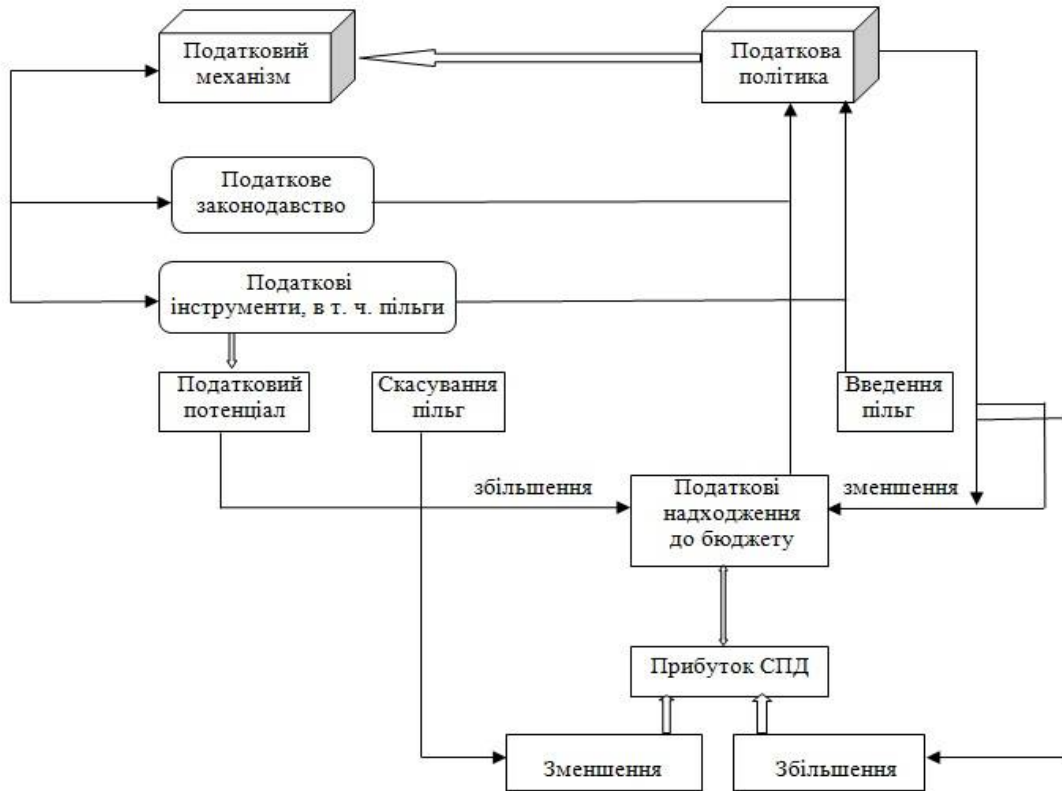 Податковий
механізм
Податкова
політика
Податкове
законодавство
Податкові
інструменти, в т. ч. пільги
Податковий
потенціал
Скасування
пільг
Введення
пільг
збільшення
Податкові
надходження
до бюджету
зменшення
Прибуток СПД
Зменшення
Збільшення